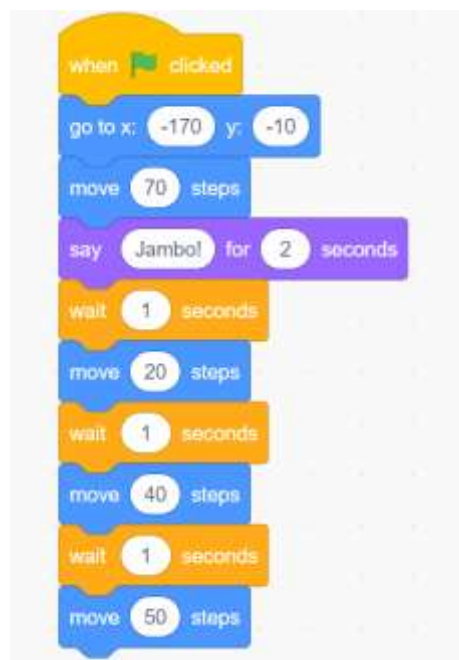 when clicked
go to x: -170 y: -10
move 70 steps
say Jambo! for 2 seconds
wait 1 seconds
move 20 steps
wait 1 seconds
move 40 steps
wait 1 seconds
move 50 steps